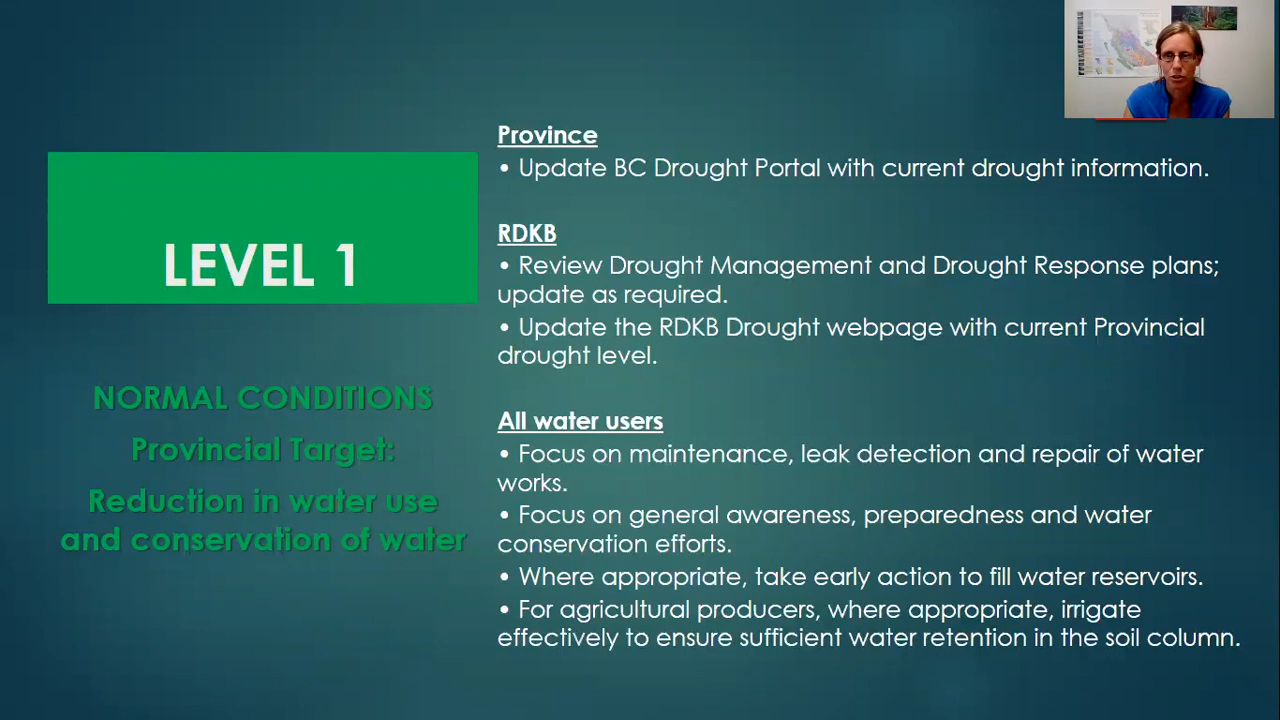 LEVEL 1
NORMAL CONDITIONS
Provincial Target:
Reduction in water use
and conservation of water
Province
• Update BC Drought Portal with current drought information.
RDKB
• Review Drought Management and Drought Response plans;
update as required.
• Update the RDKB Drought webpage with current Provincial
drought level.
All water users
• Focus on maintenance, leak detection and repair of water
works.
• Focus on general awareness, preparedness and water
conservation efforts.
• Where appropriate, take early action to fill water reservoirs.
• For agricultural producers, where appropriate, irrigate
effectively to ensure sufficient water retention in the soil column.